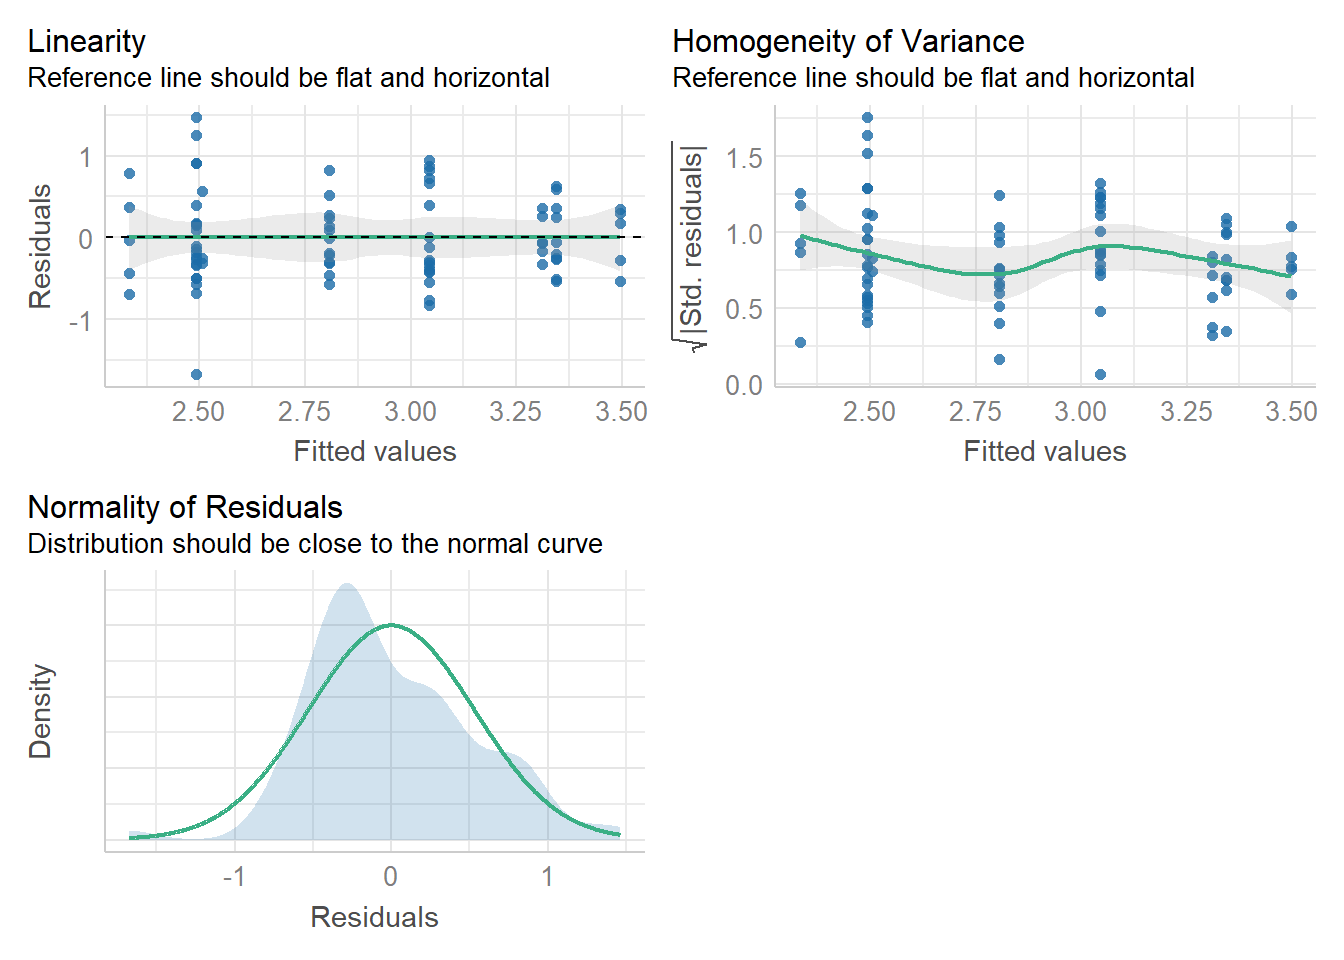 Linearity
Reference line should be flat and horizontal
Residuals
1
0
-1
2.50 2.75 3.00 3.25 3.50
Fitted values
Homogeneity of Variance
Reference line should be flat and horizontal
√|Std. residuals|
1.5
1.0
0.5
0.0
2.50 2.75 3.00 3.25 3.50
Fitted values
Normality of Residuals
Distribution should be close to the normal curve
Density
-1 0 1
Residuals